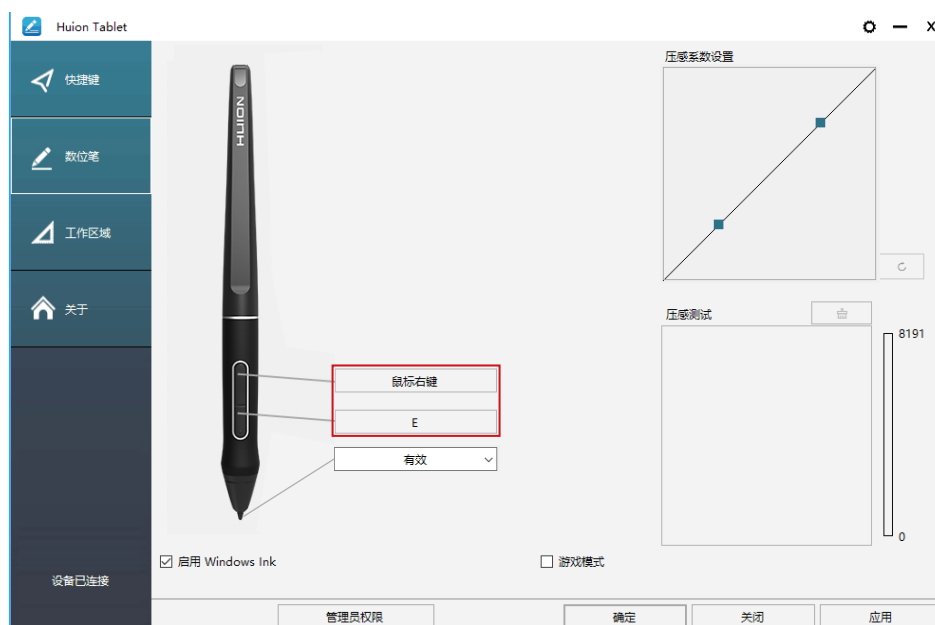 Huion Tablet
快捷键
数位笔
工作区域
关于
设备已连接
HUION
鼠标右键
E
有效
启用 Windows Ink
游戏模式
压感系数设置
压感测试
8191
0
管理员权限
确定
关闭
应用